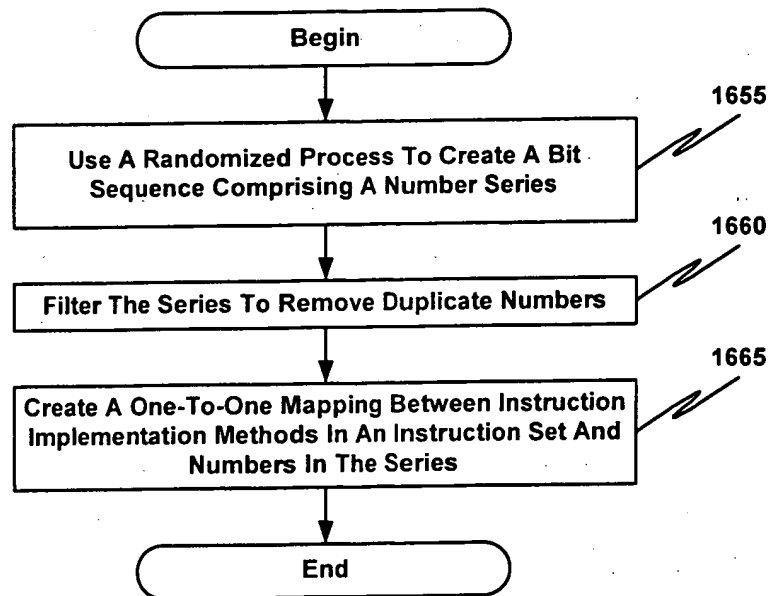 Begin
1655
Use A Randomized Process To Create A Bit
Sequence Comprising A Number Series
1660
Filter The Series To Remove Duplicate Numbers
1665
Create A One-To-One Mapping Between Instruction
Implementation Methods In An Instruction Set And
Numbers In The Series
End